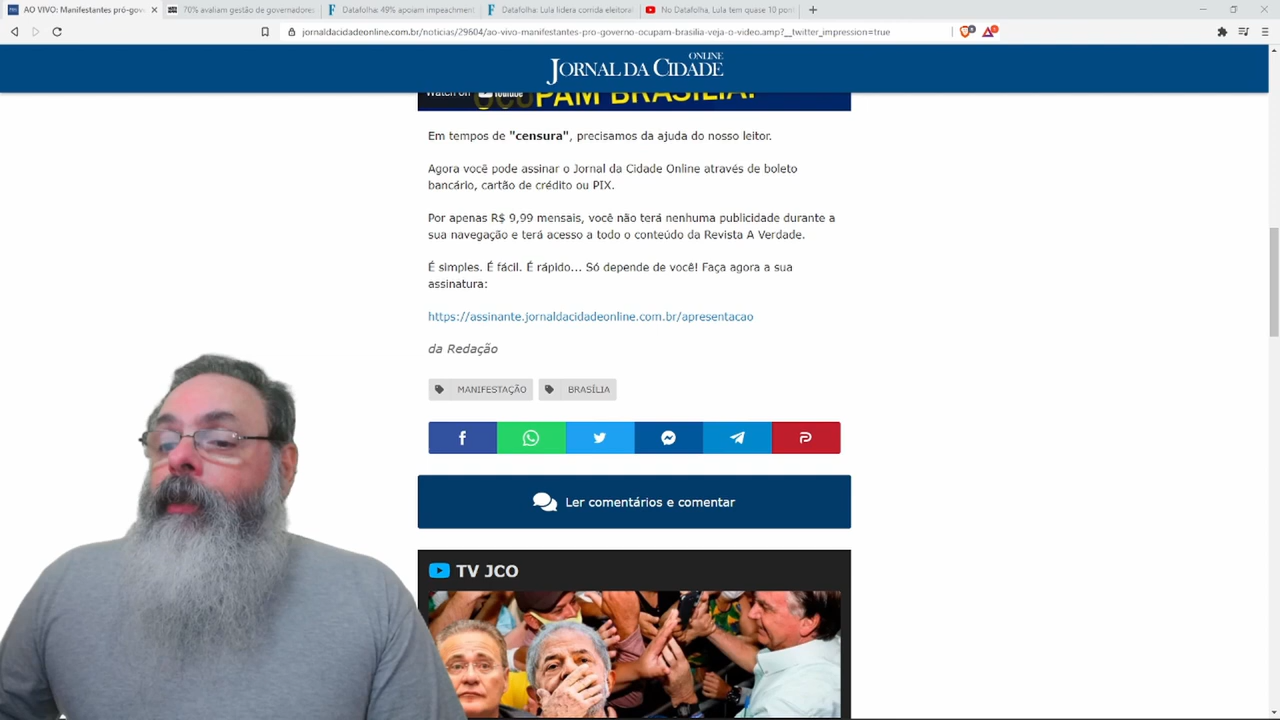 AO VIVO: Manifestantes pró-gov
70% avaliam gestão de governadores
Datafolha: 49% apoiam impeachment
Datafolha: Lula lidera corrida eleitoral
No Datafolha, Lula tem quase 10 pont
jornaldacidadeonline.com.br/noticias/29604/ao-vivo-manifestantes-pro-governo-ocupam-brasilia-veja-o-video.amp?__twitter_impression=true
ONLINE
JORNAL DA CIDADE
Watch on YouTube
OCUPAM BRASÍLIA!
Em tempos de "censura", precisamos da ajuda do nosso leitor.
Agora você pode assinar o Jornal da Cidade Online através de boleto
bancário, cartão de crédito ou PIX.
Por apenas R$ 9,99 mensais, você não terá nenhuma publicidade durante a
sua navegação e terá acesso a todo o conteúdo da Revista A Verdade.
É simples. É fácil. É rápido... Só depende de você! Faça agora a sua
assinatura:
https://assinante.jornaldacidadeonline.com.br/apresentacao
da Redação
MANIFESTAÇÃO
BRASÍLIA
Ler comentários e comentar
TV JCO